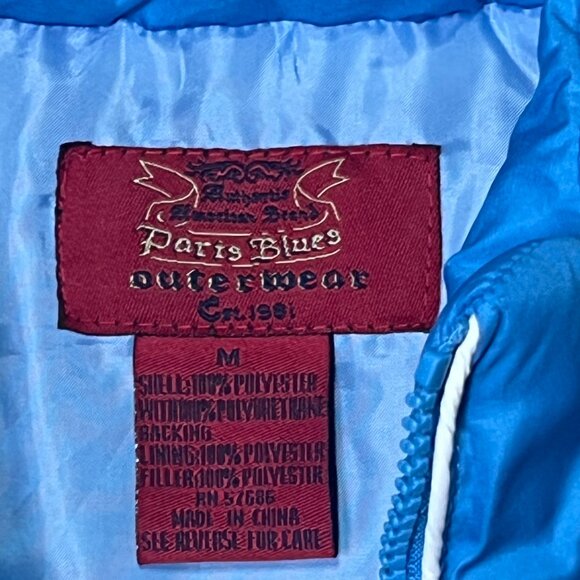 Authentic
American Brand
Paris Blues
outerwear
Est. 1981
M
SHELL:100% POLYESTER
WITH 100% POLYURETHANE
BACKING
LINING:100% POLYESTER
FILLER:100% POLYESTER
RN 57686
MADE IN CHINA
SEE REVERSE FOR CARE